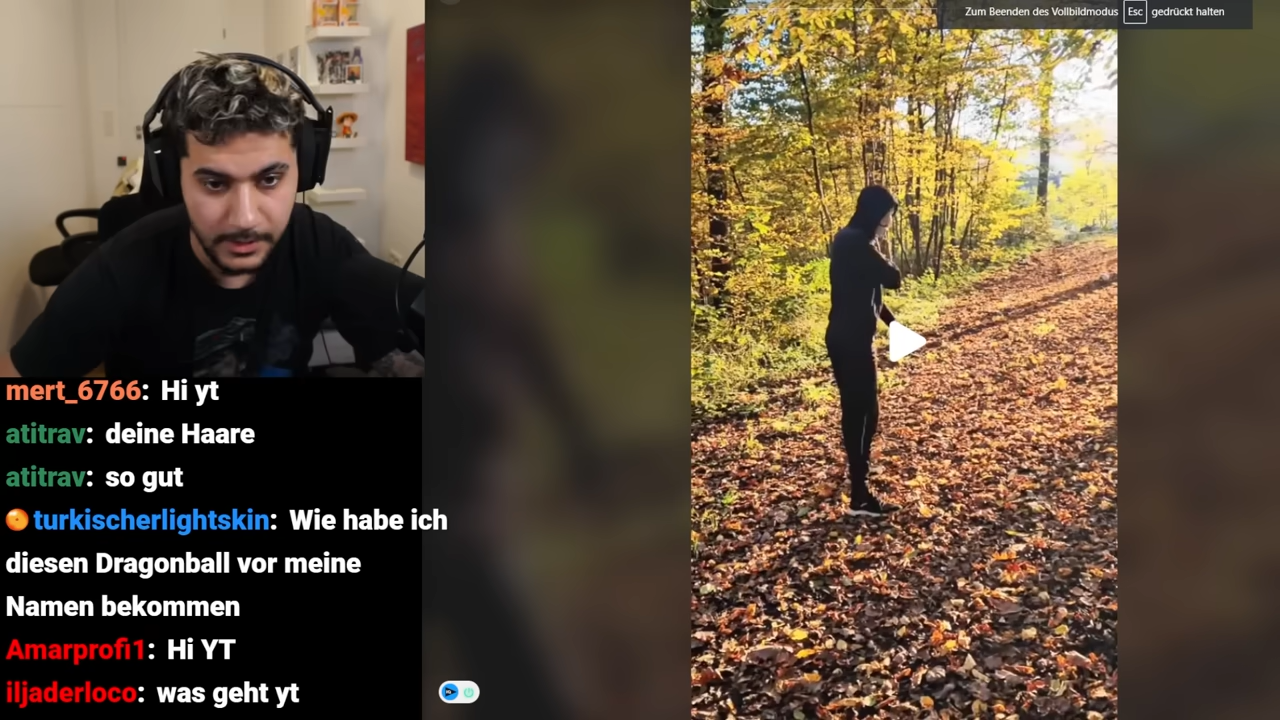 Zum Beenden des Vollbildmodus Esc gedrückt halten
mert_6766: Hi yt
atitrav: deine Haare
atitrav: so gut
turkischerlightskin: Wie habe ich
diesen Dragonball vor meine
Namen bekommen
Amarprofi1: Hi YT
iljaderloco: was geht yt